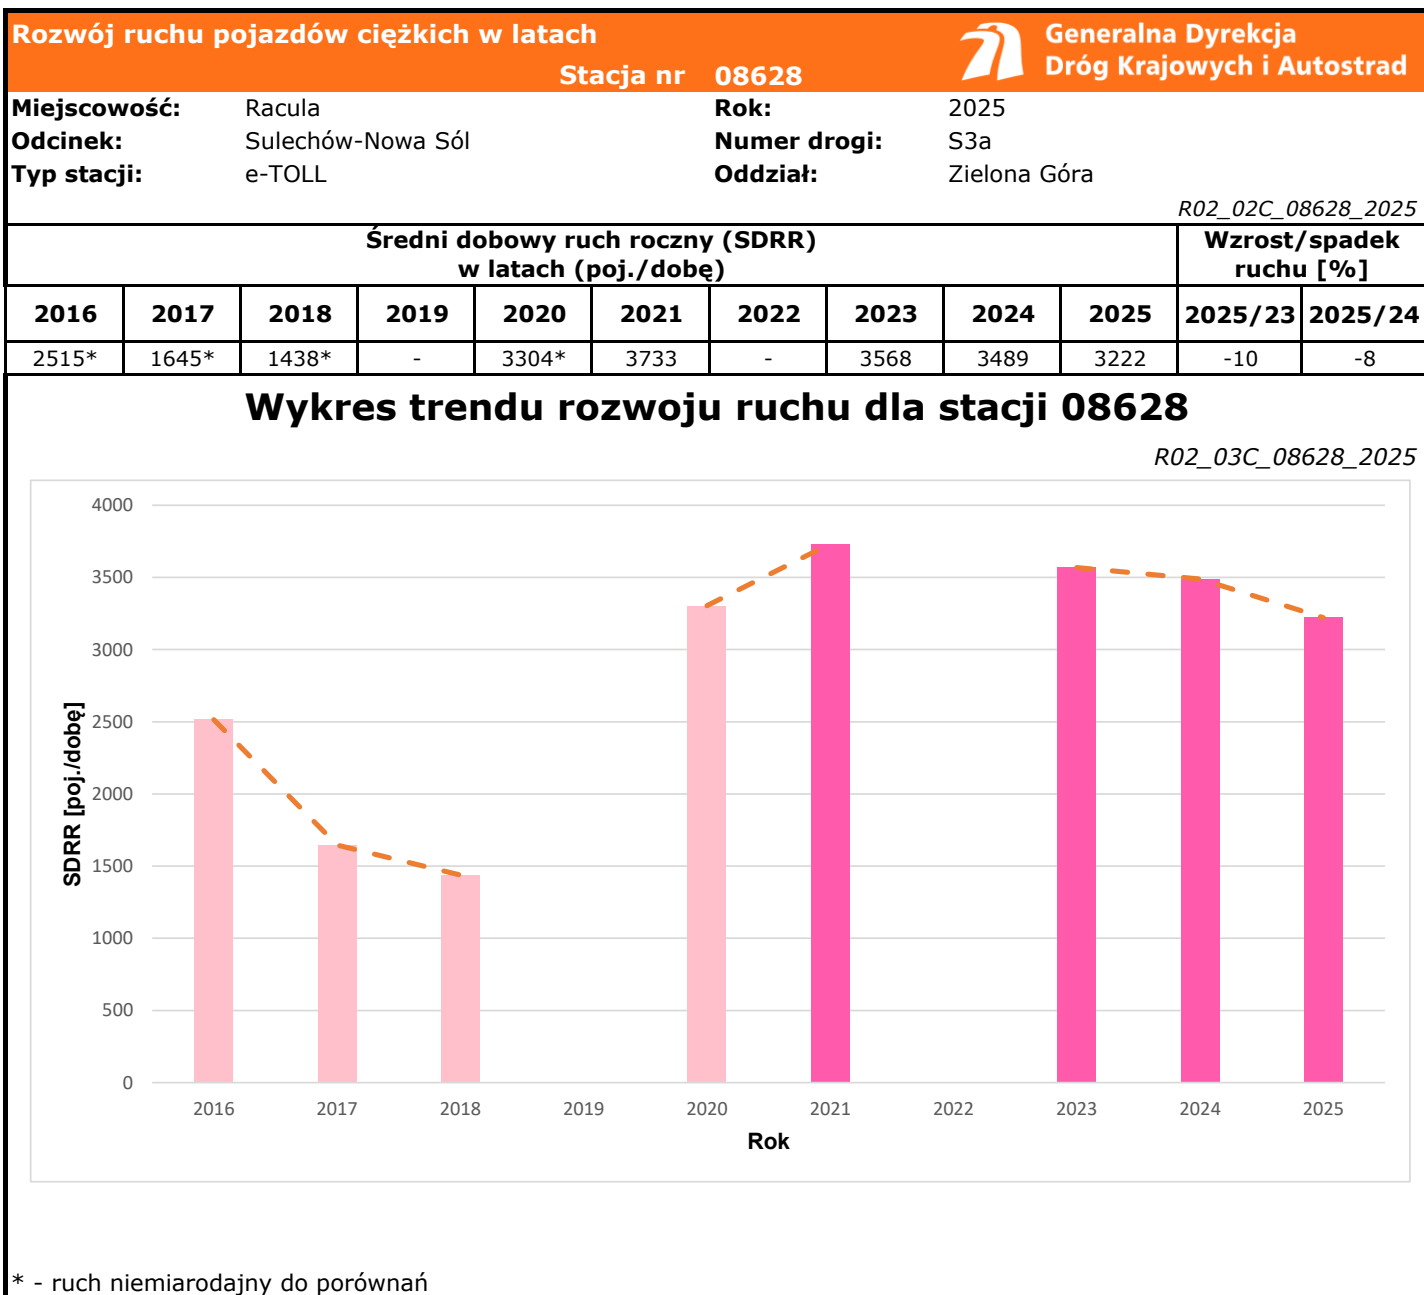 Rozwój ruchu pojazdów ciężkich w latach
Generalna Dyrekcja
Dróg Krajowych i Autostrad
Stacja nr 08628
Miejscowość: Racula Rok: 2025
Odcinek: Sulechów-Nowa Sól Numer drogi: S3a
Typ stacji: e-TOLL Oddział: Zielona Góra
R02_02C_08628_2025
Średni dobowy ruch roczny (SDRR)
w latach (poj./dobę)
Wzrost/spadek
ruchu [%]
2016 2017 2018 2019 2020 2021 2022 2023 2024 2025 2025/23 2025/24
2515* 1645* 1438* - 3304* 3733 - 3568 3489 3222 -10 -8
Wykres trendu rozwoju ruchu dla stacji 08628
R02_03C_08628_2025
4000
3500
3000
2500
2000
1500
1000
500
0
SDRR [poj./dobę]
2016 2017 2018 2019 2020 2021 2022 2023 2024 2025
Rok
* - ruch niemiarodajny do porównań